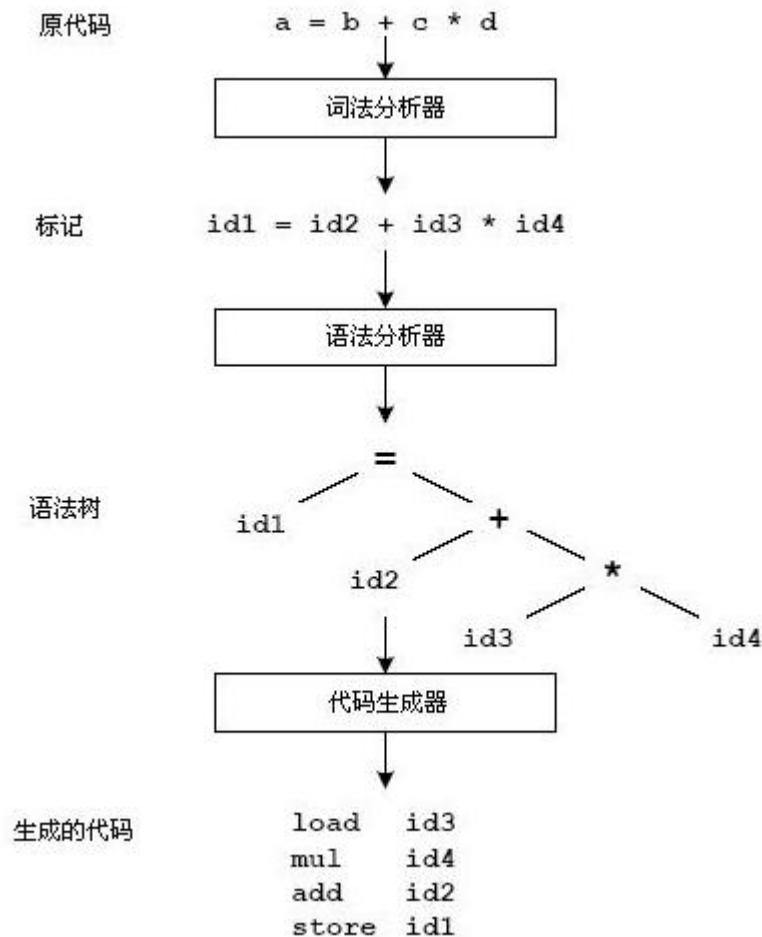 原代码 a = b + c * d
词法分析器
标记 id1 = id2 + id3 * id4
语法分析器
=
语法树
id1 +
id2 *
id3 id4
代码生成器
生成的代码
load id3
mul id4
add id2
store id1